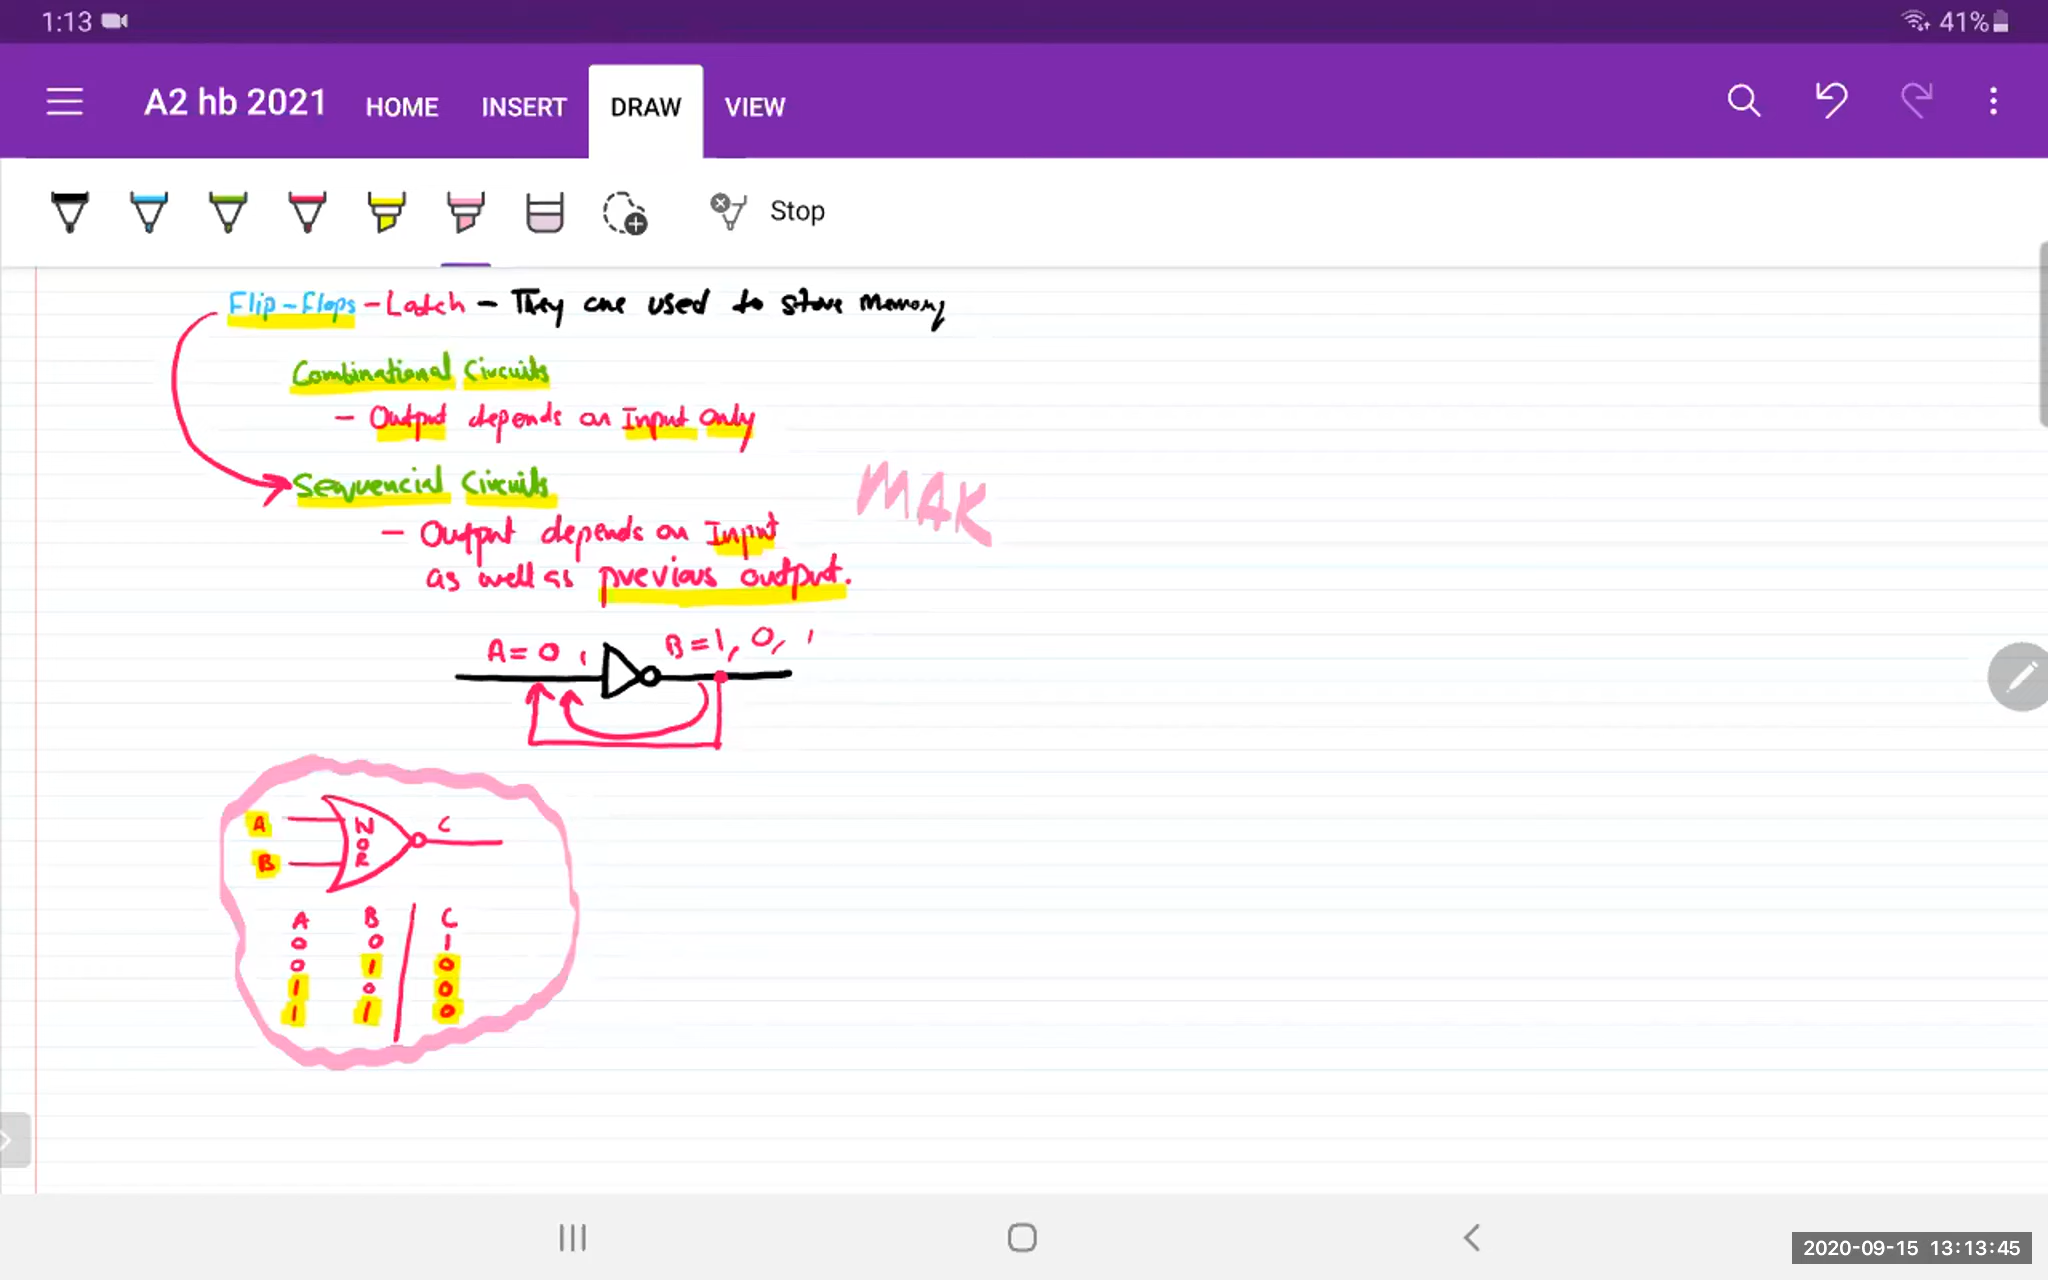 1:13 41%
A2 hb 2021 HOME INSERT DRAW VIEW
Stop
Flip-Flops - Latch - They are used to store Memory
Combinational Circuits
- Output depends on Input Only
Sequencial Circuits
MAK
- Output depends on Input
as well as previous output.
A = 0 , B = 1, 0, 1
A NOR C
B
A B C
0 0 1
0 1 0
1 0 0
1 1 0
2020-09-15 13:13:45